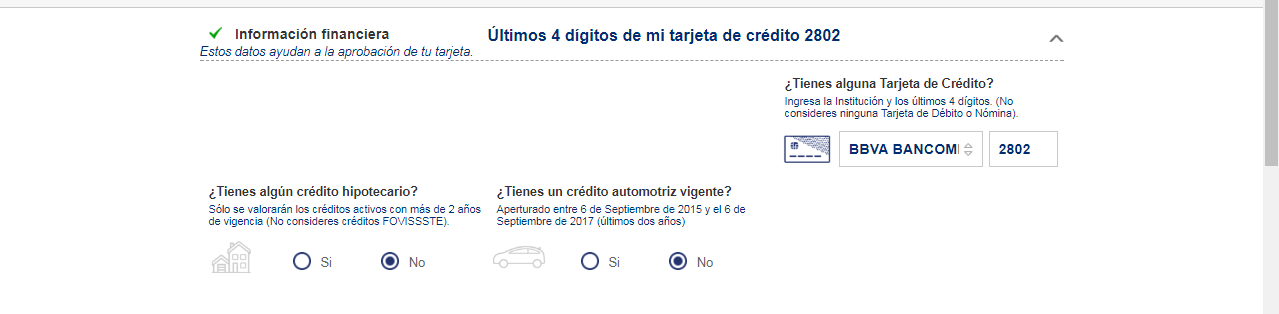 Información financiera
Últimos 4 dígitos de mi tarjeta de crédito 2802
Estos datos ayudan a la aprobación de tu tarjeta.
¿Tienes alguna Tarjeta de Crédito?
Ingresa la Institución y los últimos 4 dígitos. (No
consideres ninguna Tarjeta de Débito o Nómina).
BBVA BANCOM
2802
¿Tienes algún crédito hipotecario?
Sólo se valorarán los créditos activos con más de 2 años
de vigencia (No consideres créditos FOVISSSTE).
Si
No
¿Tienes un crédito automotriz vigente?
Aperturado entre 6 de Septiembre de 2015 y el 6 de
Septiembre de 2017 (últimos dos años)
Si
No